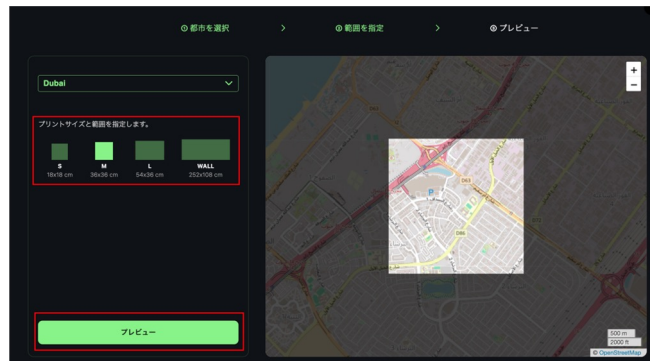 ① 都市を選択 > ② 範囲を指定 > ③ プレビュー
Dubai
プリントサイズと範囲を指定します。
S M L WALL
18x18 cm 36x36 cm 54x36 cm 252x108 cm
プレビュー
+
−
D63
P
D86
500 m
2000 ft
© OpenStreetMap